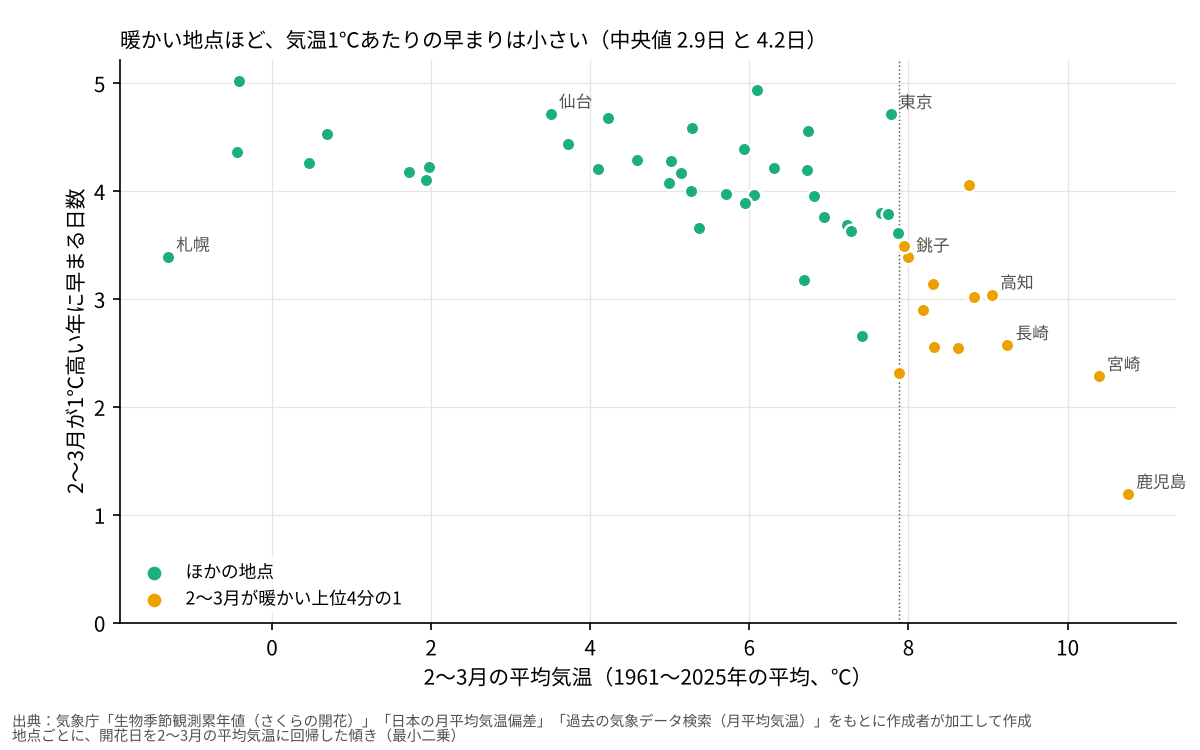 暖かい地点ほど、気温1℃あたりの早まりは小さい（中央値 2.9日 と 4.2日）
2〜3月が1℃高い年に早まる日数
5
4
3
2
1
0
仙台
東京
札幌
銚子
高知
長崎
宮崎
鹿児島
ほかの地点
2〜3月が暖かい上位4分の1
0
2
4
6
8
10
2〜3月の平均気温（1961〜2025年の平均、℃）
出典：気象庁「生物季節観測累年値（さくらの開花）」「日本の月平均気温偏差」「過去の気象データ検索（月平均気温）」をもとに作成者が加工して作成
地点ごとに、開花日を2〜3月の平均気温に回帰した傾き（最小二乗）